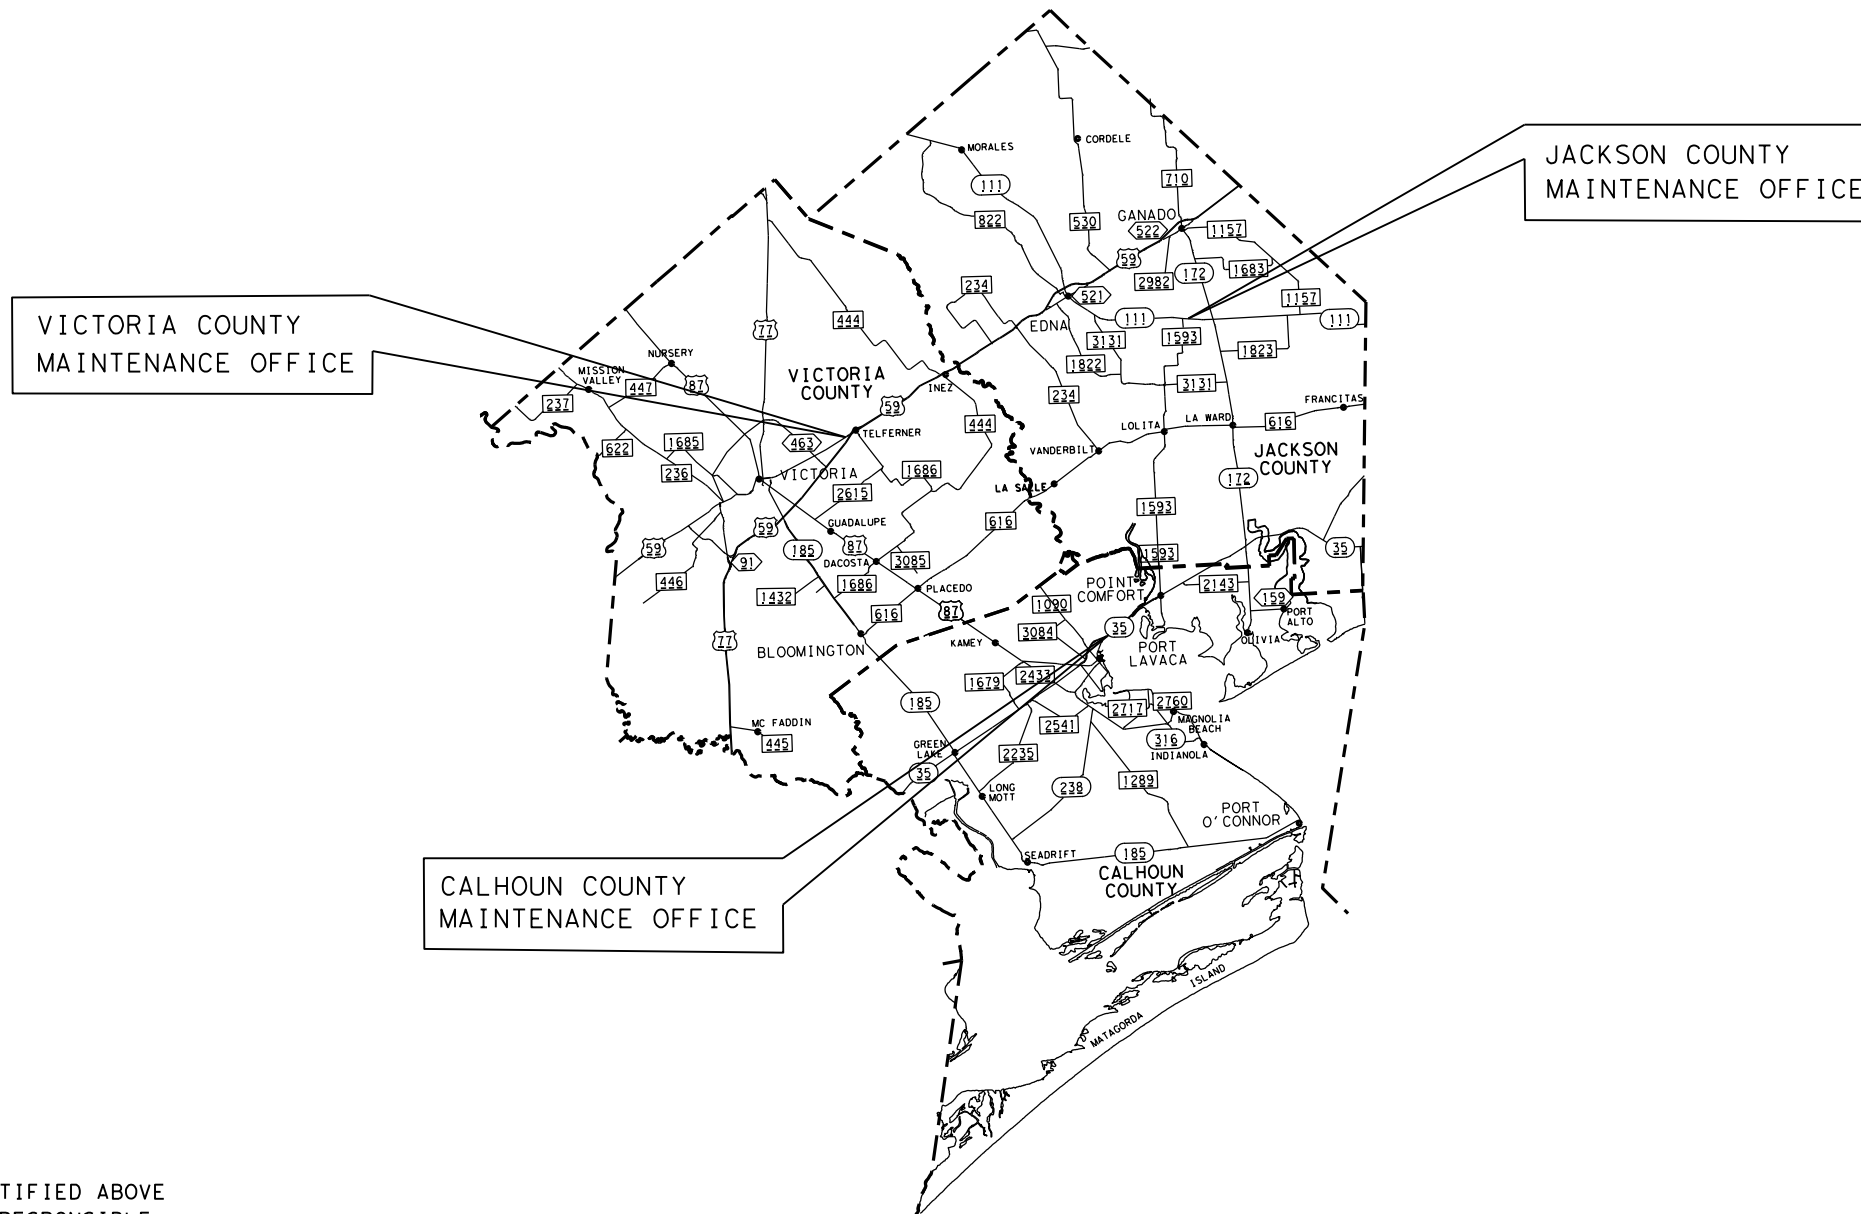 JACKSON COUNTY
MAINTENANCE OFFICE
VICTORIA COUNTY
MAINTENANCE OFFICE
CALHOUN COUNTY
MAINTENANCE OFFICE
MORALES
CORDELE
111
710
822
530
GANADO
522
1157
59
172
1683
2982
234
521
1157
EDNA
111
111
3131
1593
1822
1823
3131
234
FRANCITAS
LOLITA
LA WARD
616
VANDERBILT
JACKSON
COUNTY
172
LA SALLE
1593
616
1593
35
77
444
NURSERY
MISSION
VALLEY
447
87
237
VICTORIA
COUNTY
INEZ
59
444
TELFERNER
463
622
1685
236
VICTORIA
1686
2615
GUADALUPE
59
59
185
87
DACOSTA
3085
91
446
1432
1686
PLACEDO
616
87
77
BLOOMINGTON
MC FADDIN
445
POINT
COMFORT
2143
159
PORT
ALTO
OLIVIA
1090
3084
35
KAMEY
PORT
LAVACA
2433
1679
185
2760
2717
MAGNOLIA
BEACH
2541
316
INDIANOLA
GREEN
LAKE
35
2235
LONG
MOTT
238
1289
PORT
O'CONNOR
SEADRIFT
185
CALHOUN
COUNTY
MATAGORDA
ISLAND
TIFIED ABOVE
RESPONSIBLE